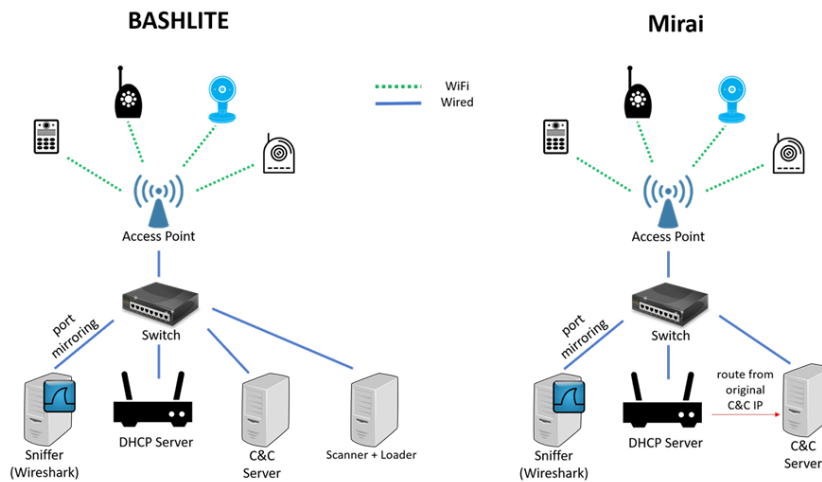 BASHLITE
Mirai
WiFi
Wired
Access Point
Access Point
Switch
Switch
port
mirroring
port
mirroring
route from
original
C&C IP
Sniffer
(Wireshark)
DHCP Server
C&C
Server
Scanner + Loader
Sniffer
(Wireshark)
DHCP Server
C&C
Server